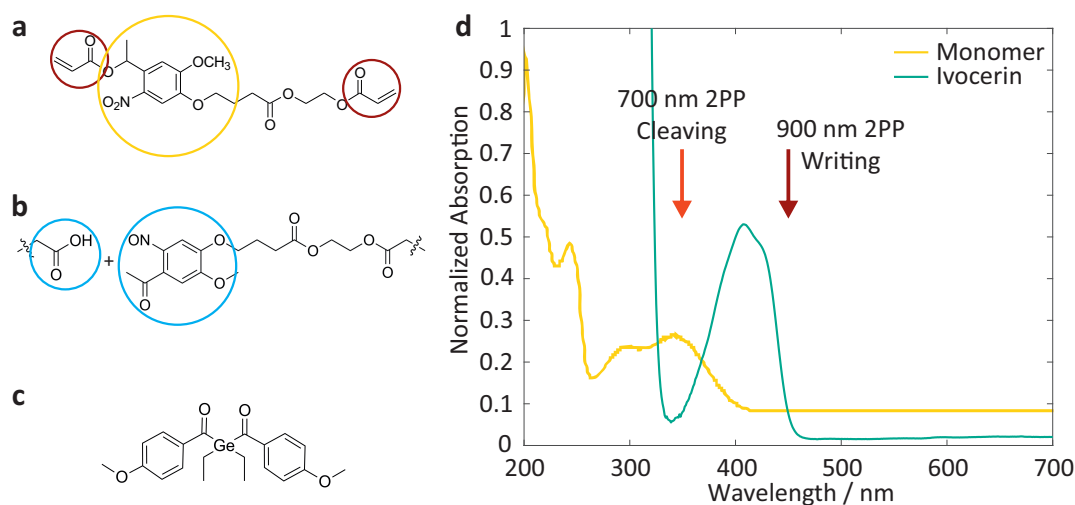 a
O
O
OCH₃
O₂N
O
O
O
O
O
b
OH
O
+
ON
O
O
O
O
O
O
O
c
O
O
Ge
O
O
d
Monomer
Ivocerin
700 nm 2PP
Cleaving
900 nm 2PP
Writing
Normalized Absorption
1
0.9
0.8
0.7
0.6
0.5
0.4
0.3
0.2
0.1
0
200
300
400
500
600
700
Wavelength / nm